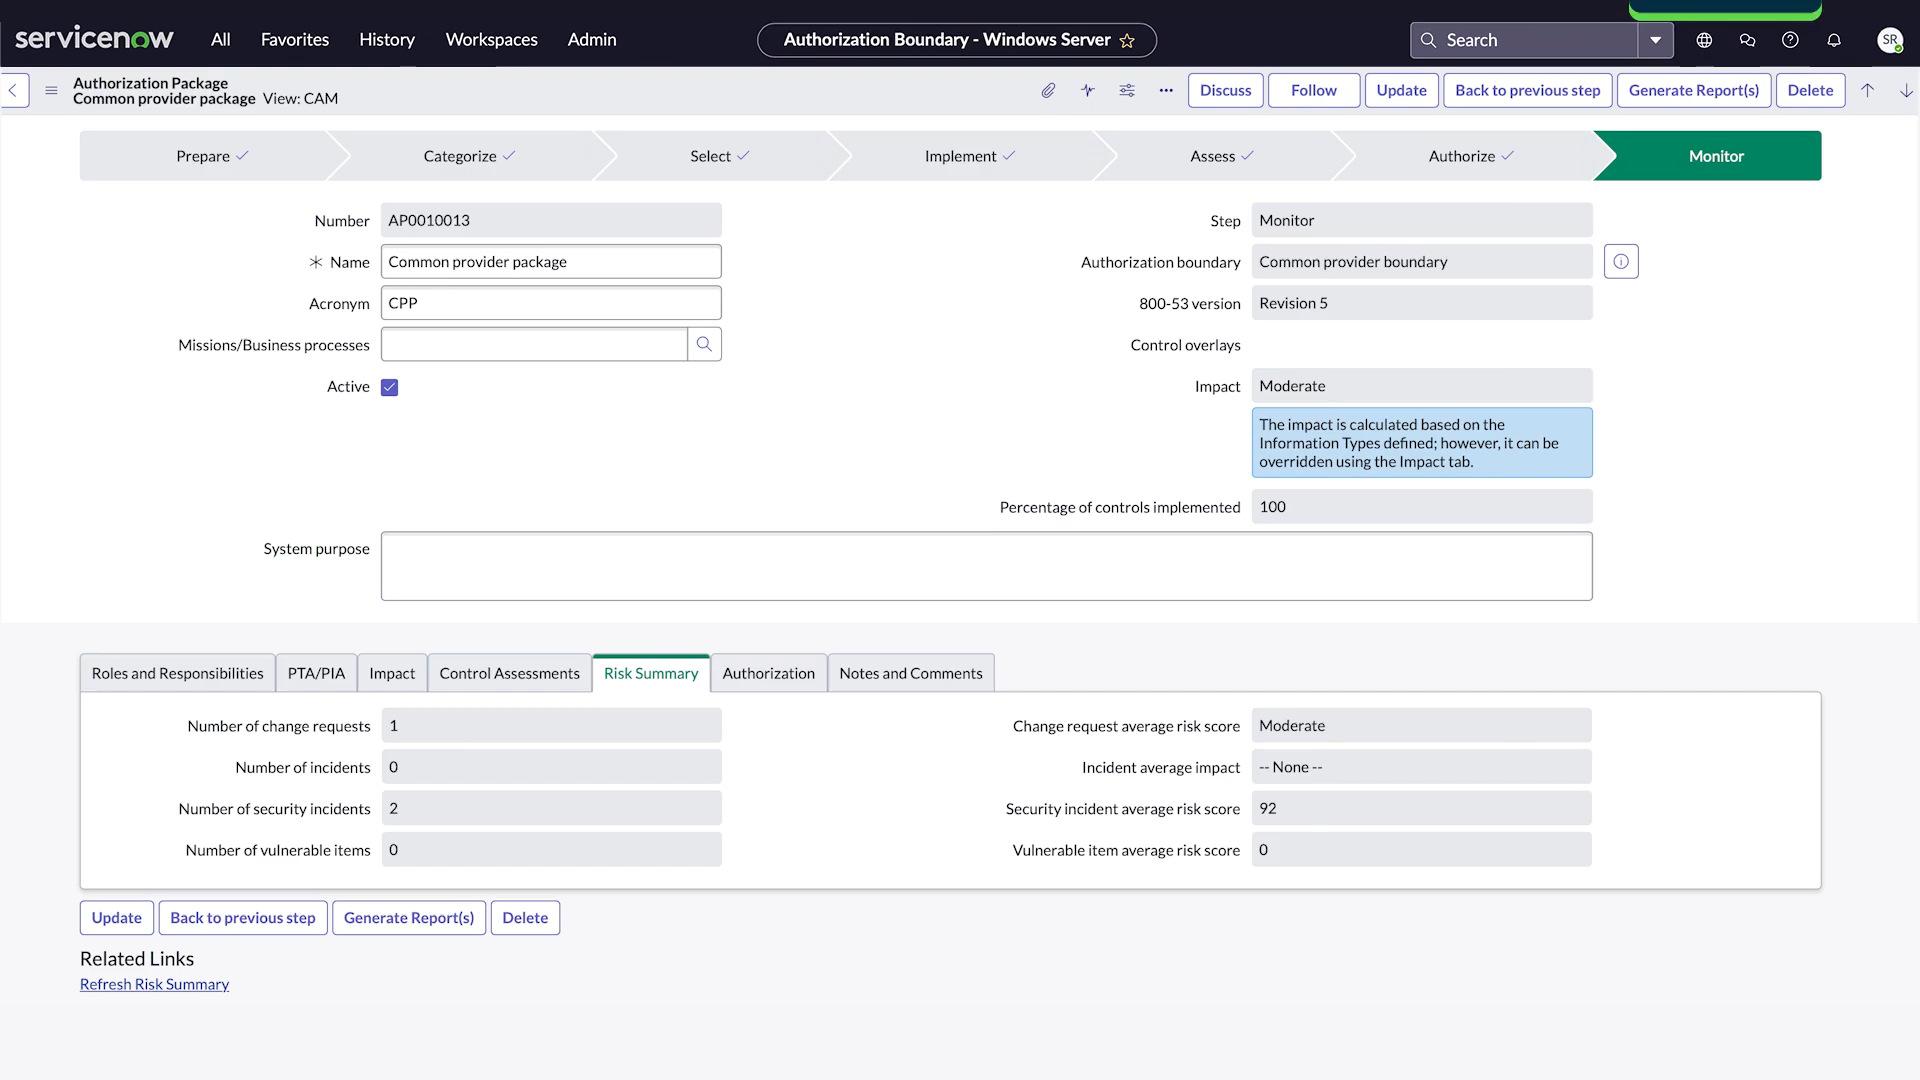 servicenow All Favorites History Workspaces Admin Authorization Boundary - Windows Server Search SR
Authorization Package
Common provider package View: CAM
Discuss Follow Update Back to previous step Generate Report(s) Delete
Prepare Categorize Select Implement Assess Authorize Monitor
Number AP0010013
Step Monitor
* Name Common provider package
Authorization boundary Common provider boundary
Acronym CPP
800-53 version Revision 5
Missions/Business processes
Control overlays
Active
Impact Moderate
The impact is calculated based on the
Information Types defined; however, it can be
overridden using the Impact tab.
Percentage of controls implemented 100
System purpose
Roles and Responsibilities PTA/PIA Impact Control Assessments Risk Summary Authorization Notes and Comments
Number of change requests 1
Change request average risk score Moderate
Number of incidents 0
Incident average impact -- None --
Number of security incidents 2
Security incident average risk score 92
Number of vulnerable items 0
Vulnerable item average risk score 0
Update Back to previous step Generate Report(s) Delete
Related Links
Refresh Risk Summary